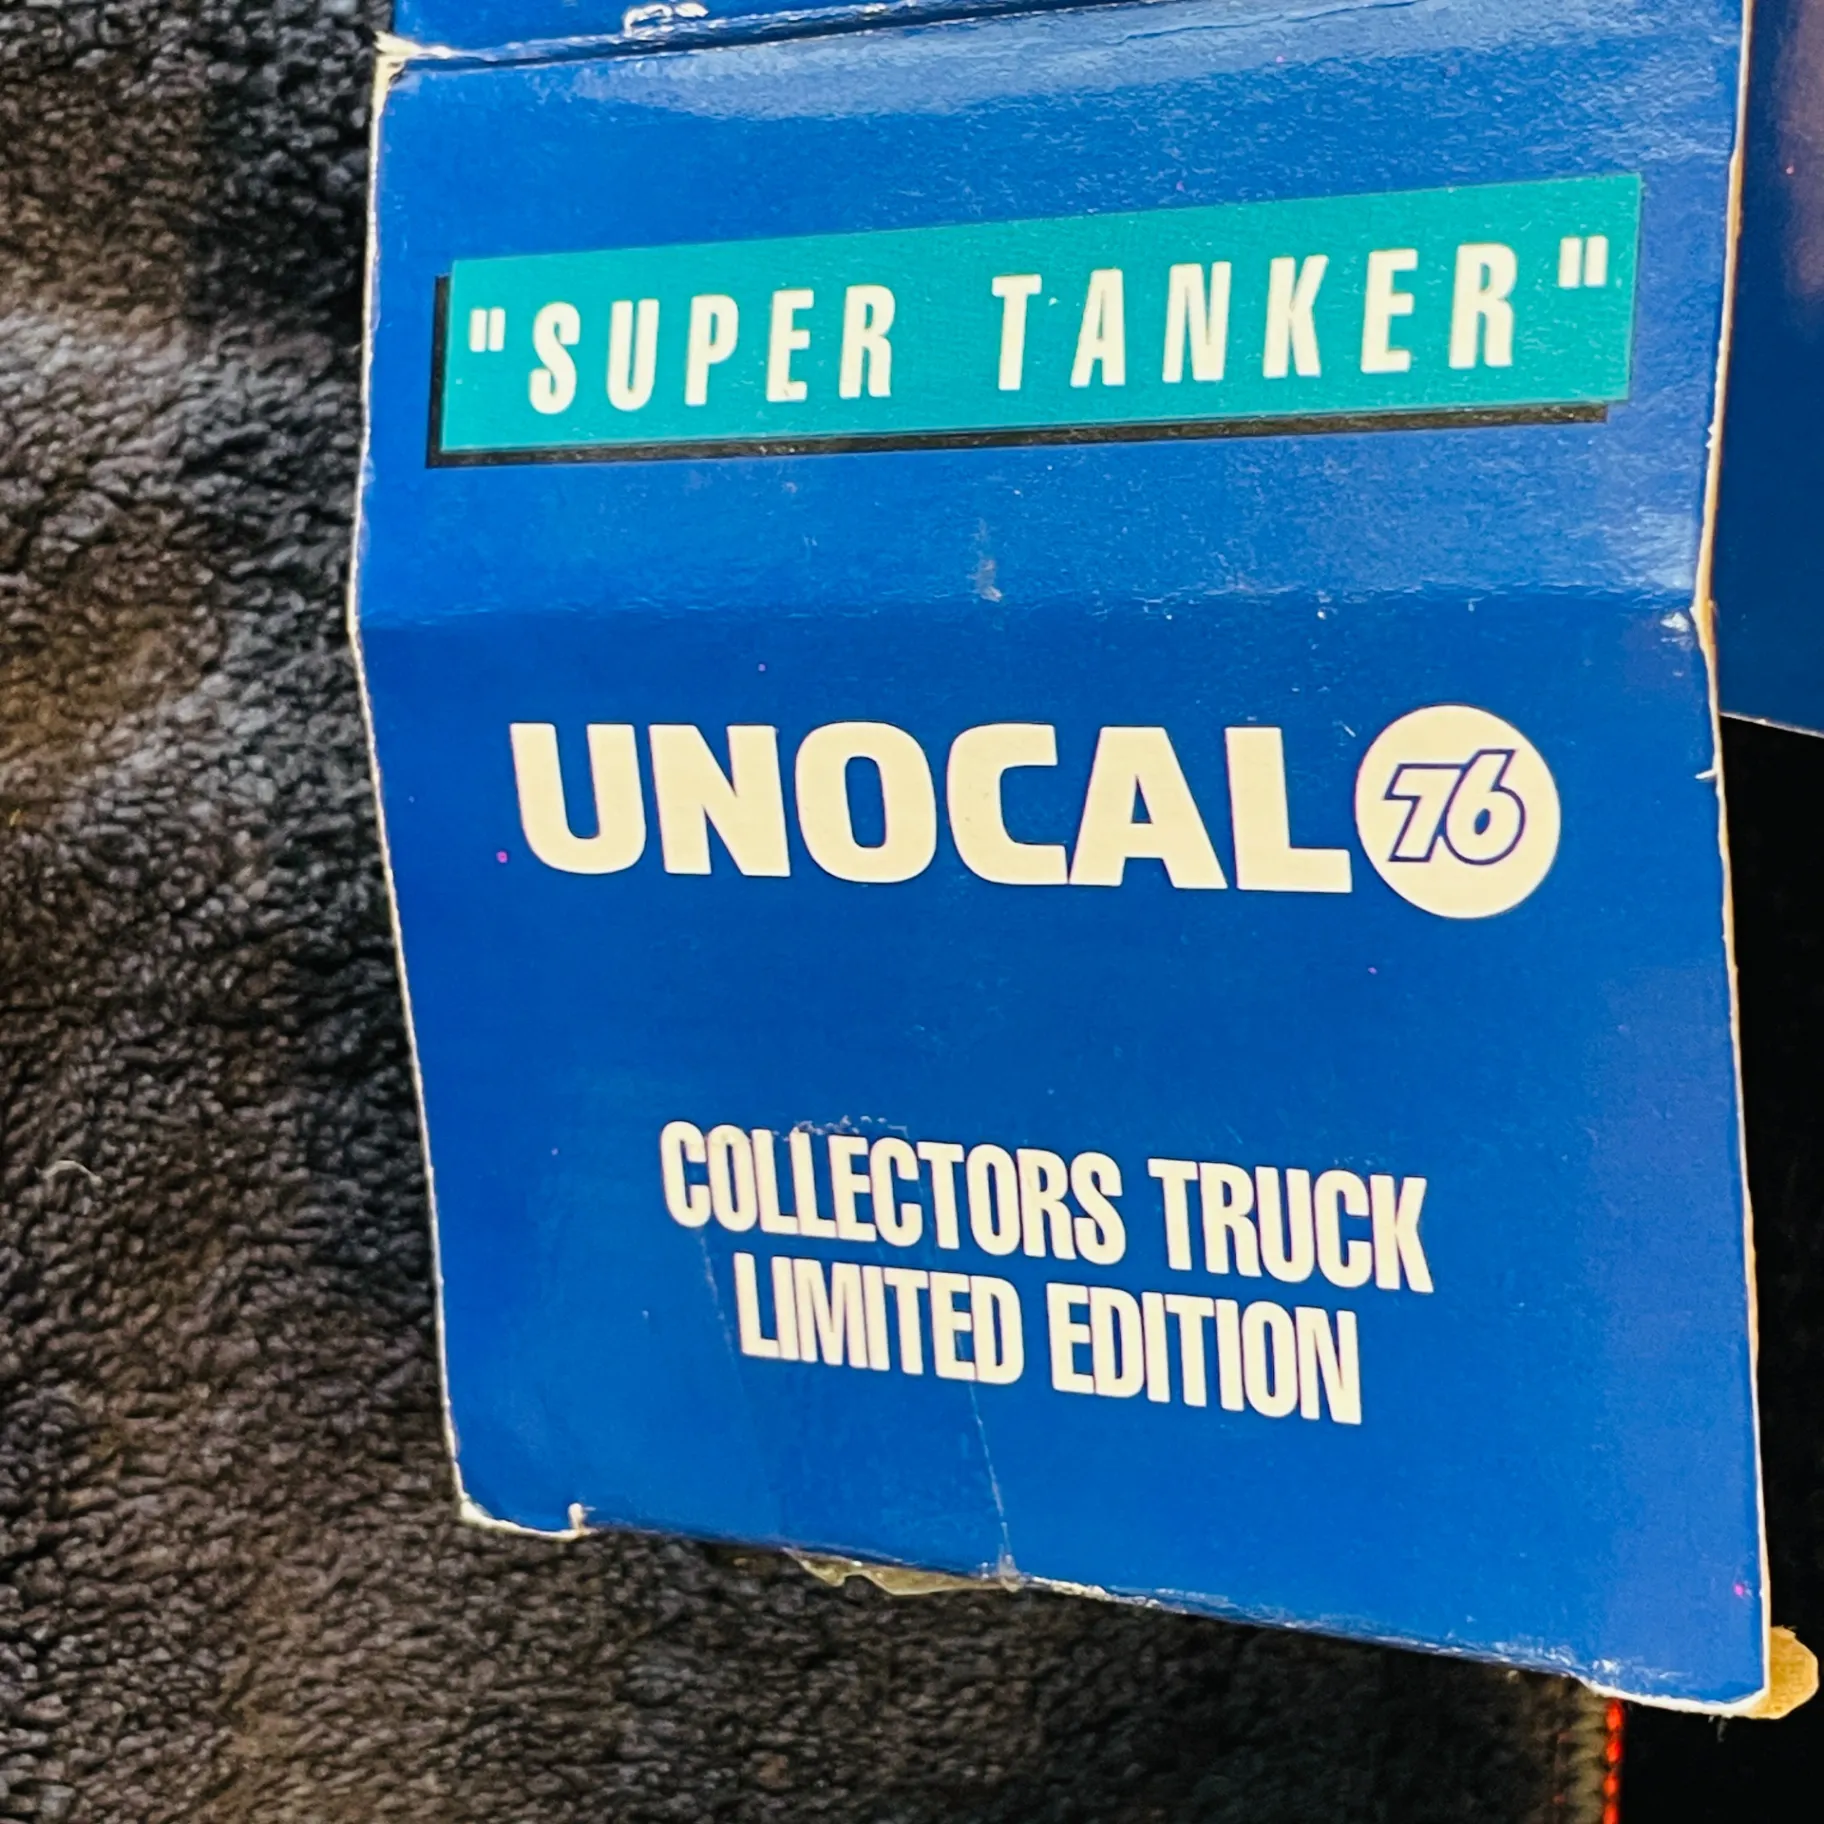 "SUPER TANKER"
UNOCAL 76
COLLECTORS TRUCK
LIMITED EDITION